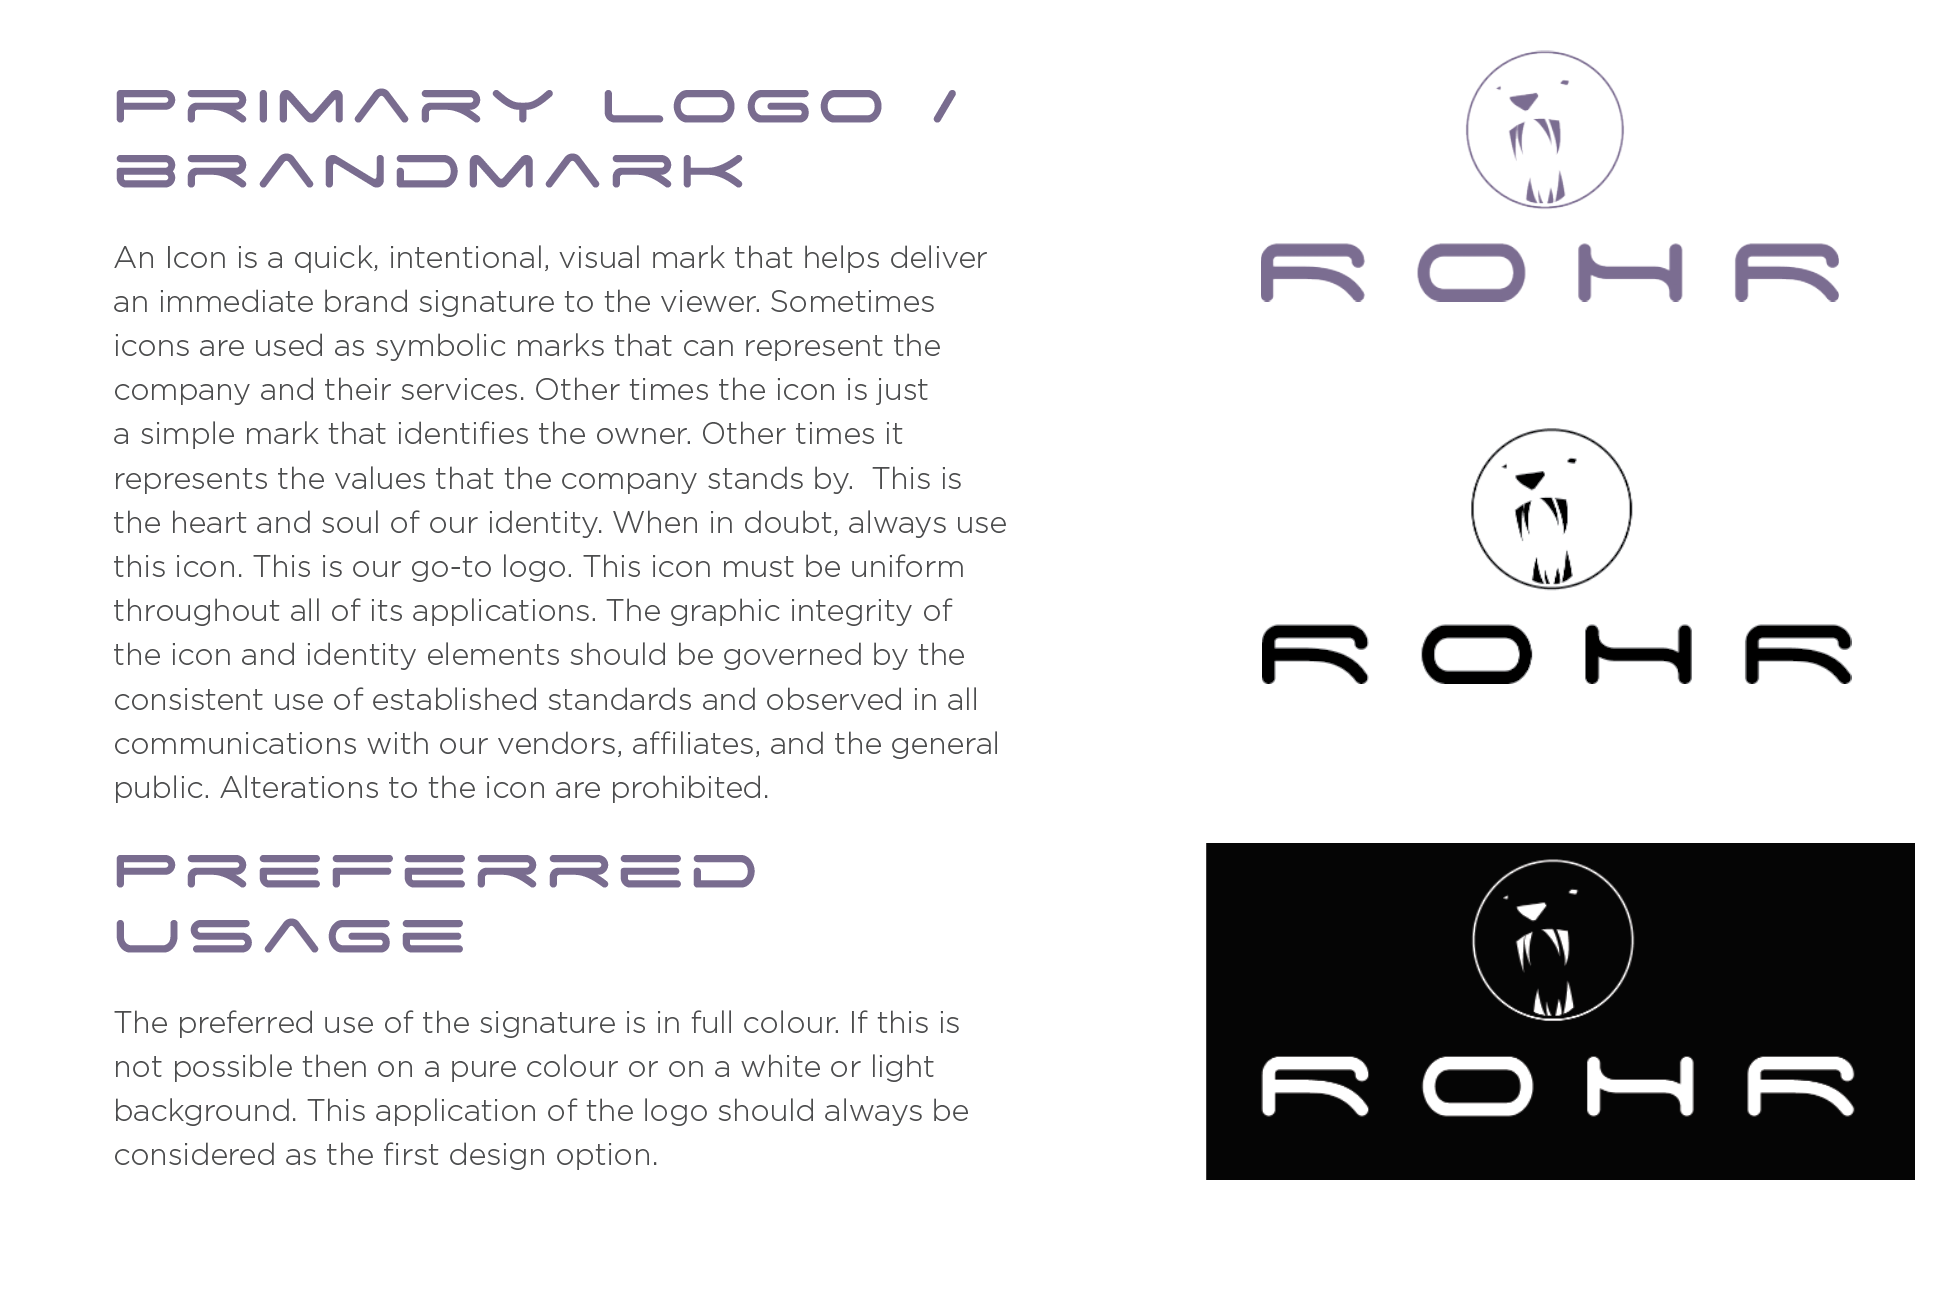 PRIMARY LOGO /
BRANDMARK
An Icon is a quick, intentional, visual mark that helps deliver
an immediate brand signature to the viewer. Sometimes
icons are used as symbolic marks that can represent the
company and their services. Other times the icon is just
a simple mark that identifies the owner. Other times it
represents the values that the company stands by.  This is
the heart and soul of our identity. When in doubt, always use
this icon. This is our go-to logo. This icon must be uniform
throughout all of its applications. The graphic integrity of
the icon and identity elements should be governed by the
consistent use of established standards and observed in all
communications with our vendors, affiliates, and the general
public. Alterations to the icon are prohibited.
PREFERRED
USAGE
The preferred use of the signature is in full colour. If this is
not possible then on a pure colour or on a white or light
background. This application of the logo should always be
considered as the first design option.
ROHR
ROHR
ROHR